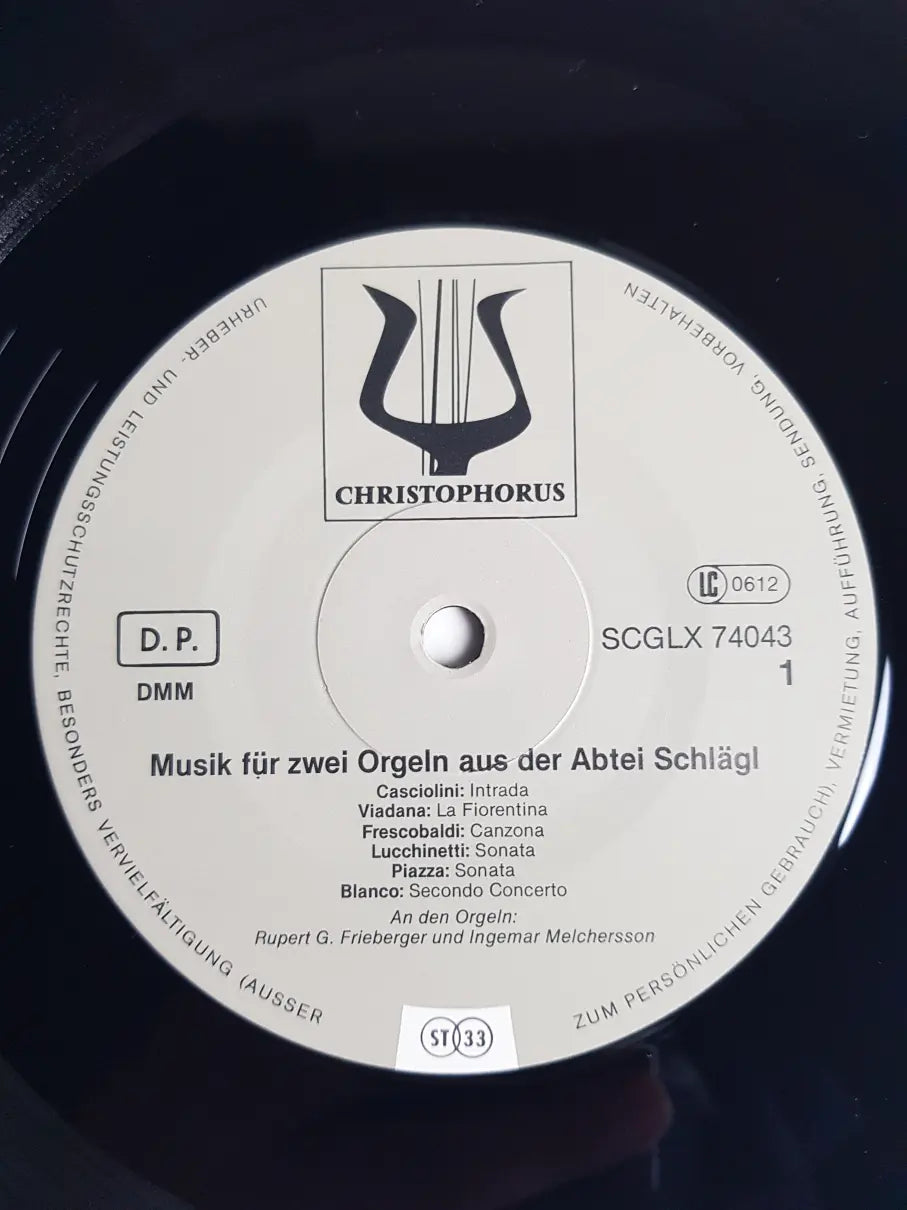 CHRISTOPHORUS
LC 0612
D. P.
SCGLX 74043
DMM
1
Musik für zwei Orgeln aus der Abtei Schlägl
Casciolini: Intrada
Viadana: La Fiorentina
Frescobaldi: Canzona
Lucchinetti: Sonata
Piazza: Sonata
Blanco: Secondo Concerto
An den Orgeln:
Rupert G. Frieberger und Ingemar Melchersson
ST 33
URHEBER- UND LEISTUNGSSCHUTZRECHTE, BESONDERS VERVIELFÄLTIGUNG (AUSSER
ZUM PERSÖNLICHEN GEBRAUCH), VERMIETUNG, AUFFÜHRUNG, SENDUNG, VORBEHALTEN